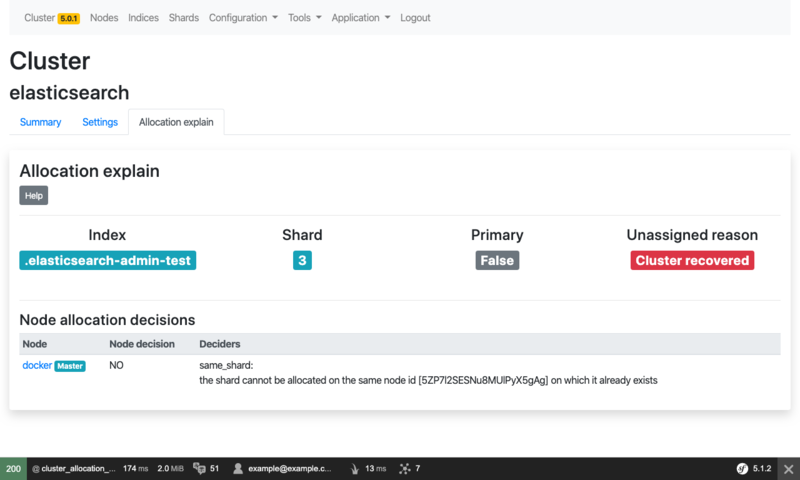 Cluster 5.0.1 Nodes Indices Shards Configuration Tools Application Logout
Cluster
elasticsearch
Summary Settings Allocation explain
Allocation explain
Help
Index Shard Primary Unassigned reason
.elasticsearch-admin-test 3 False Cluster recovered
Node allocation decisions
Node Node decision Deciders
docker Master NO same_shard:
the shard cannot be allocated on the same node id [5ZP7l2SESNu8MUlPyX5gAg] on which it already exists
200 @ cluster_allocation_... 174 ms 2.0 MiB 51 example@example.c... 13 ms 7 sf 5.1.2